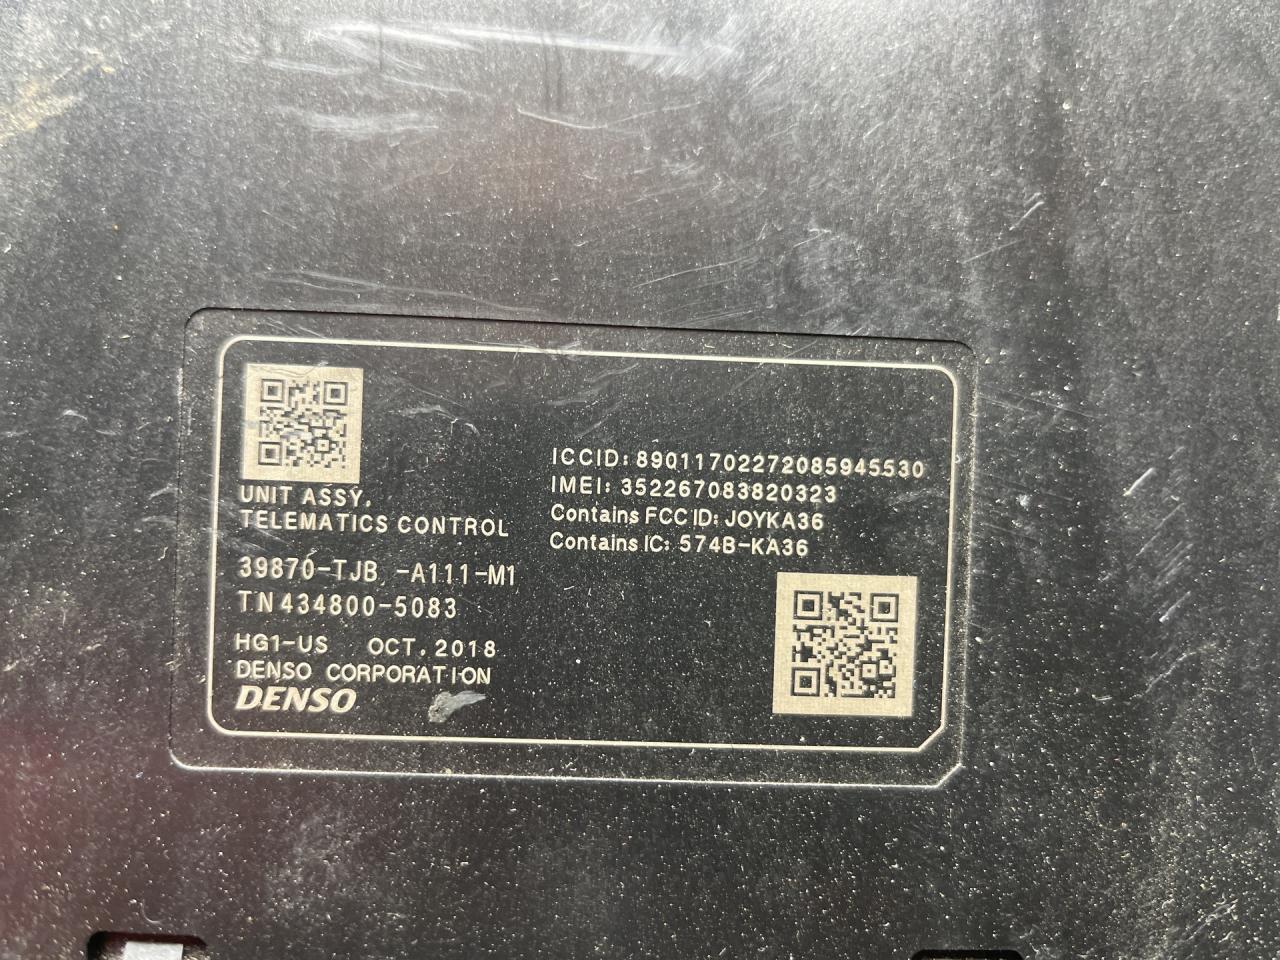 UNIT ASSY,
TELEMATICS CONTROL
39870-TJB -A111-M1
TN434800-5083
HG1-US OCT, 2018
DENSO CORPORATION
DENSO
ICCID: 89011702272085945530
IMEI: 352267083820323
Contains FCC ID: JOYKA36
Contains IC: 574B-KA36